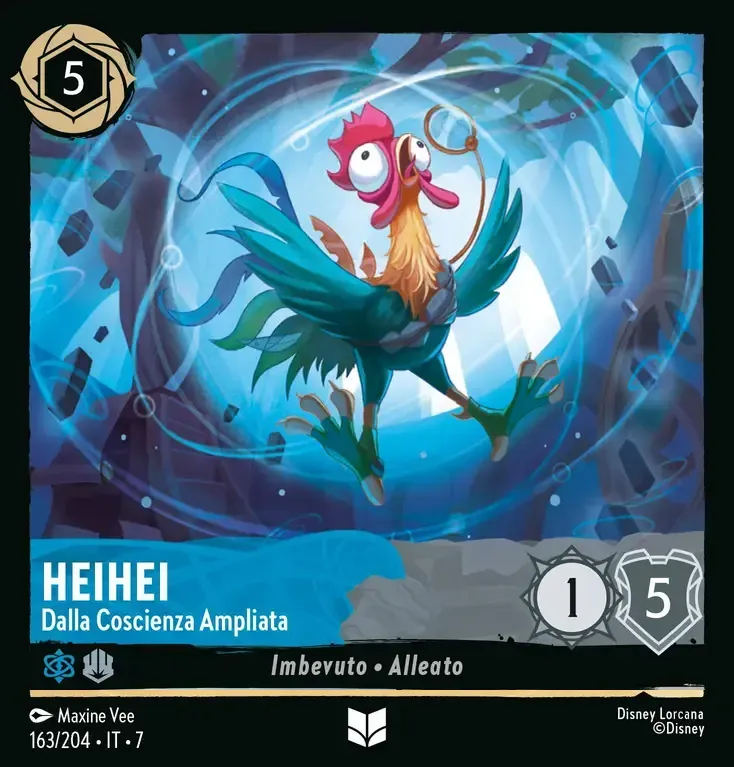 5
HEIHEI
Dalla Coscienza Ampliata
1
5
Imbevuto • Alleato
Maxine Vee
Disney Lorcana
163/204 • IT • 7
©Disney